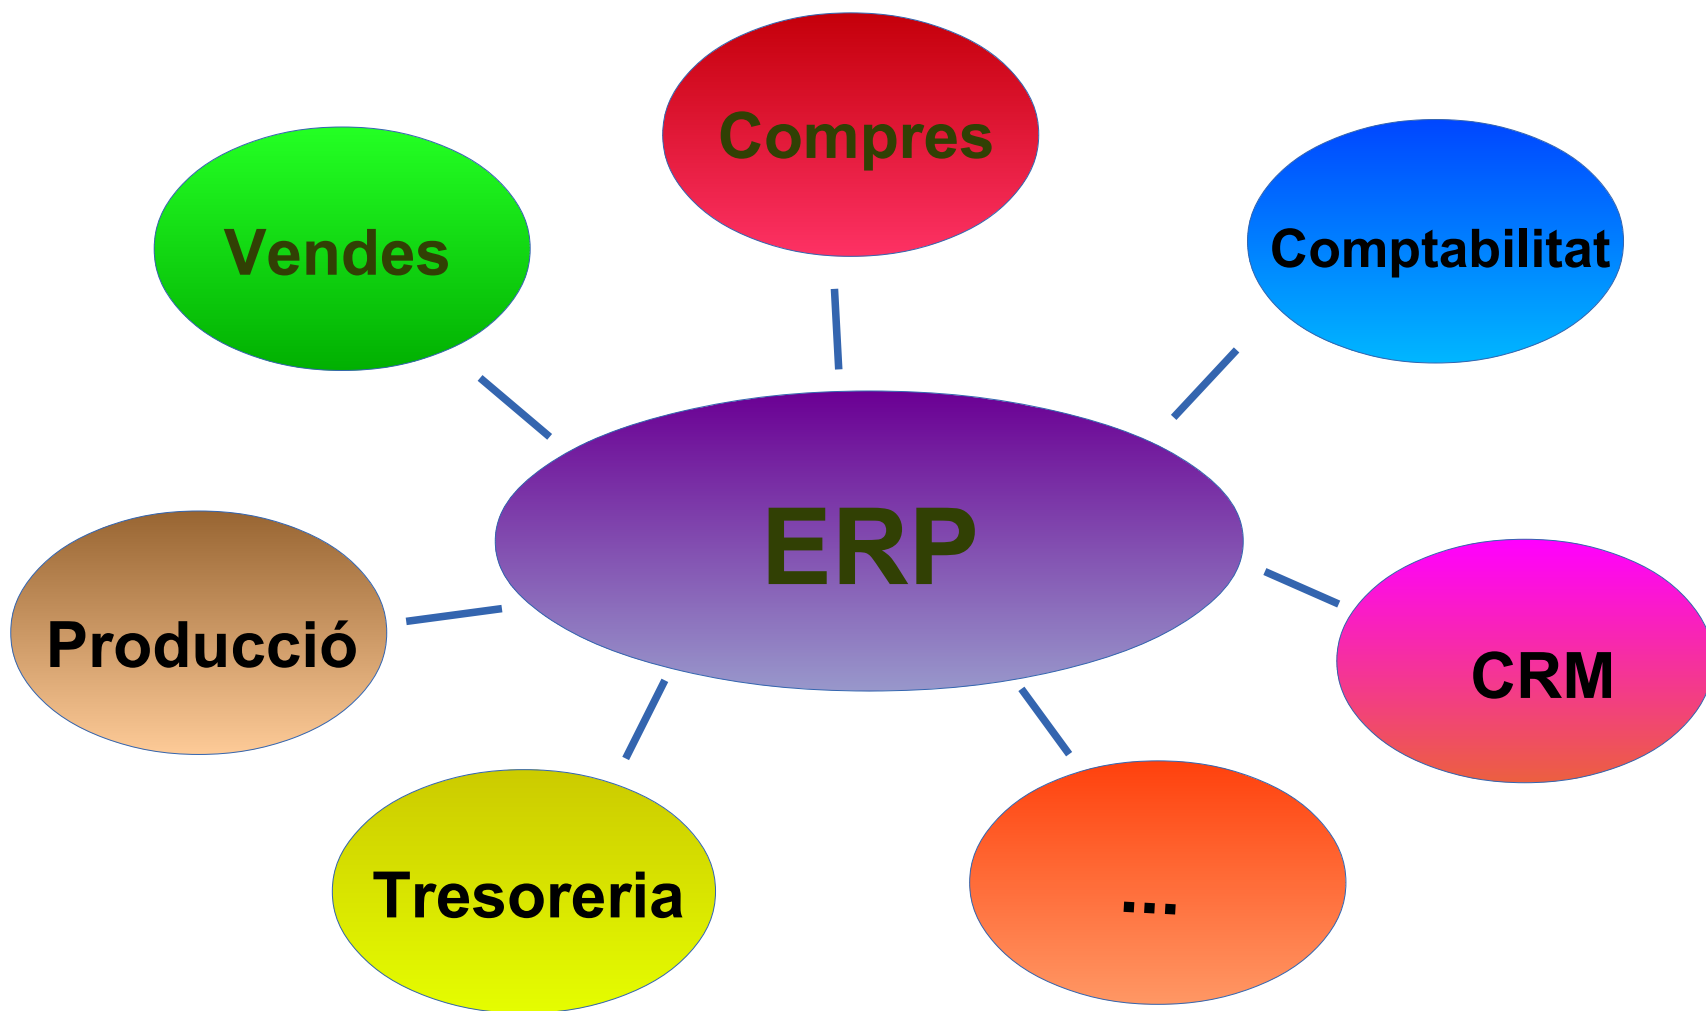 Compres
Vendes
Comptabilitat
ERP
Producció
CRM
Tresoreria
...